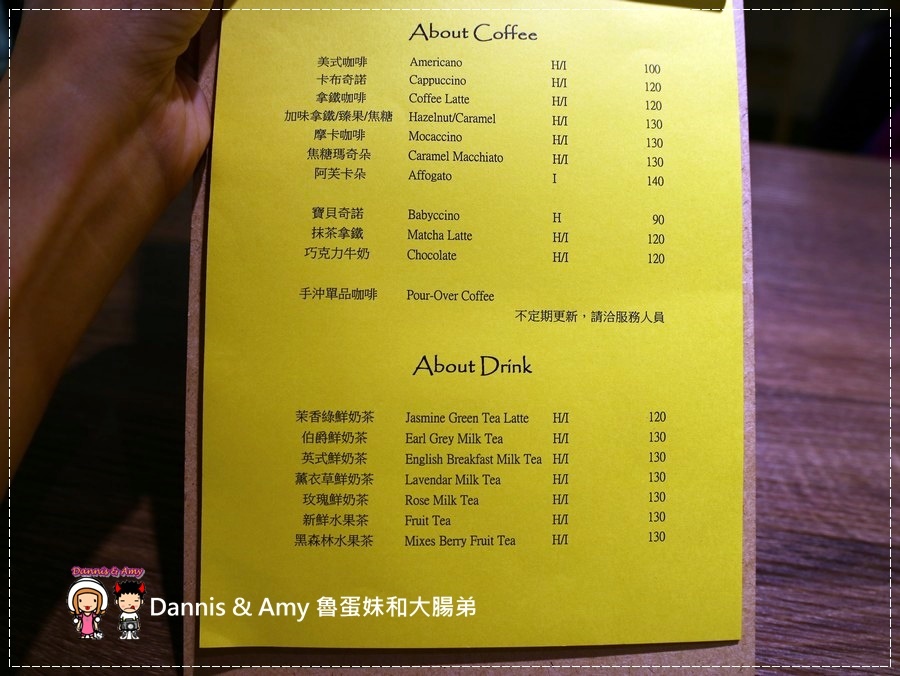 About Coffee
美式咖啡 Americano H/I 100
卡布奇諾 Cappuccino H/I 120
拿鐵咖啡 Coffee Latte H/I 120
加味拿鐵/臻果/焦糖 Hazelnut/Caramel H/I 130
摩卡咖啡 Mocaccino H/I 130
焦糖瑪奇朵 Caramel Macchiato H/I 130
阿芙卡朵 Affogato I 140
寶貝奇諾 Babyccino H 90
抹茶拿鐵 Matcha Latte H/I 120
巧克力牛奶 Chocolate H/I 120
手沖單品咖啡 Pour-Over Coffee
不定期更新，請洽服務人員
About Drink
茉香綠鮮奶茶 Jasmine Green Tea Latte H/I 120
伯爵鮮奶茶 Earl Grey Milk Tea H/I 130
英式鮮奶茶 English Breakfast Milk Tea H/I 130
薰衣草鮮奶茶 Lavendar Milk Tea H/I 130
玫瑰鮮奶茶 Rose Milk Tea H/I 130
新鮮水果茶 Fruit Tea H/I 130
黑森林水果茶 Mixes Berry Fruit Tea H/I 130
Dannis & Amy
Dannis & Amy 魯蛋妹和大腸弟